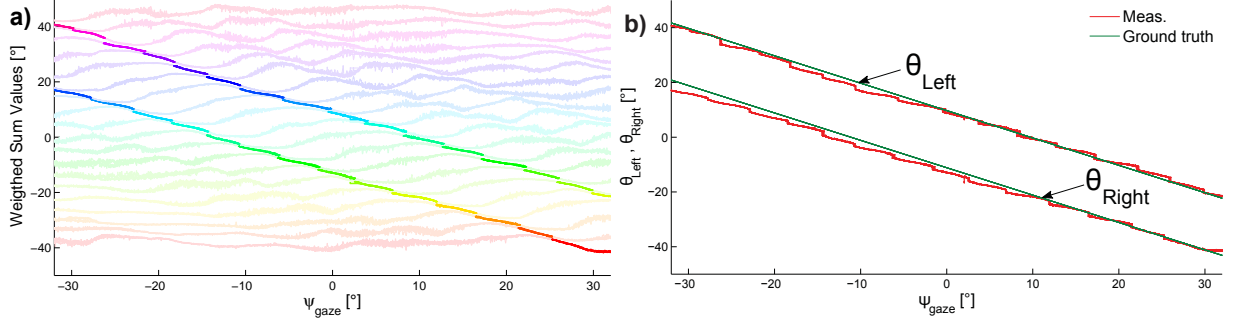 a)
Weigthed Sum Values [°]
40
20
0
−20
−40
−30
−20
−10
0
10
20
30
ψgaze [°]
b)
θLeft , θRight [°]
40
20
0
−20
−40
Meas.
Ground truth
θLeft
θRight
−30
−20
−10
0
10
20
30
ψgaze [°]